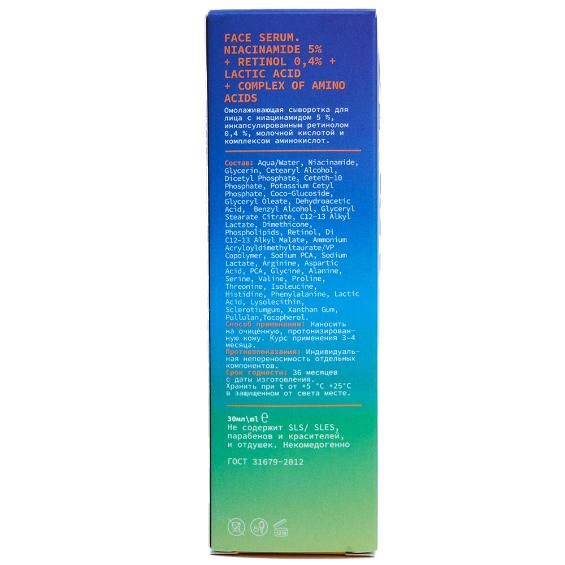 FACE SERUM.
NIACINAMIDE 5%
+ RETINOL 0,4% +
LACTIC ACID
+ COMPLEX OF AMINO
ACIDS
Омолаживающая сыворотка для
лица с ниацинамидом 5 %,
инкапсулированным ретинолом
0,4 %, молочной кислотой и
комплексом аминокислот.
Состав: Aqua/Water, Niacinamide,
Glycerin, Cetearyl Alcohol,
Dicetyl Phosphate, Ceteth-10
Phosphate, Potassium Cetyl
Phosphate, Coco-Glucoside,
Glyceryl Oleate, Dehydroacetic
Acid, Benzyl Alcohol, Glyceryl
Stearate Citrate, C12-13 Alkyl
Lactate, Dimethicone,
Phospholipids, Retinol, Di
C12-13 Alkyl Malate, Ammonium
Acryloyldimethyltaurate/VP
Copolymer, Sodium PCA, Sodium
Lactate, Arginine, Aspartic
Acid, PCA, Glycine, Alanine,
Serine, Valine, Proline,
Threonine, Isoleucine,
Histidine, Phenylalanine, Lactic
Acid, Lysolecithin,
Sclerotiumgum, Xanthan Gum,
Pullulan,Tocopherol.
Способ применения: Наносить
на очищенную, протонизирован-
ную кожу. Курс применения 3-4
месяца.
Противопоказания: Индивидуаль-
ная непереносимость отдельных
компонентов.
Срок годности: 36 месяцев
с даты изготовления.
Хранить при t от +5 °C +25°C
в защищенном от света месте.
30мл\ml ℮
Не содержит SLS/ SLES,
парабенов и красителей,
и отдушек. Некомедогенно
ГОСТ 31679-2012